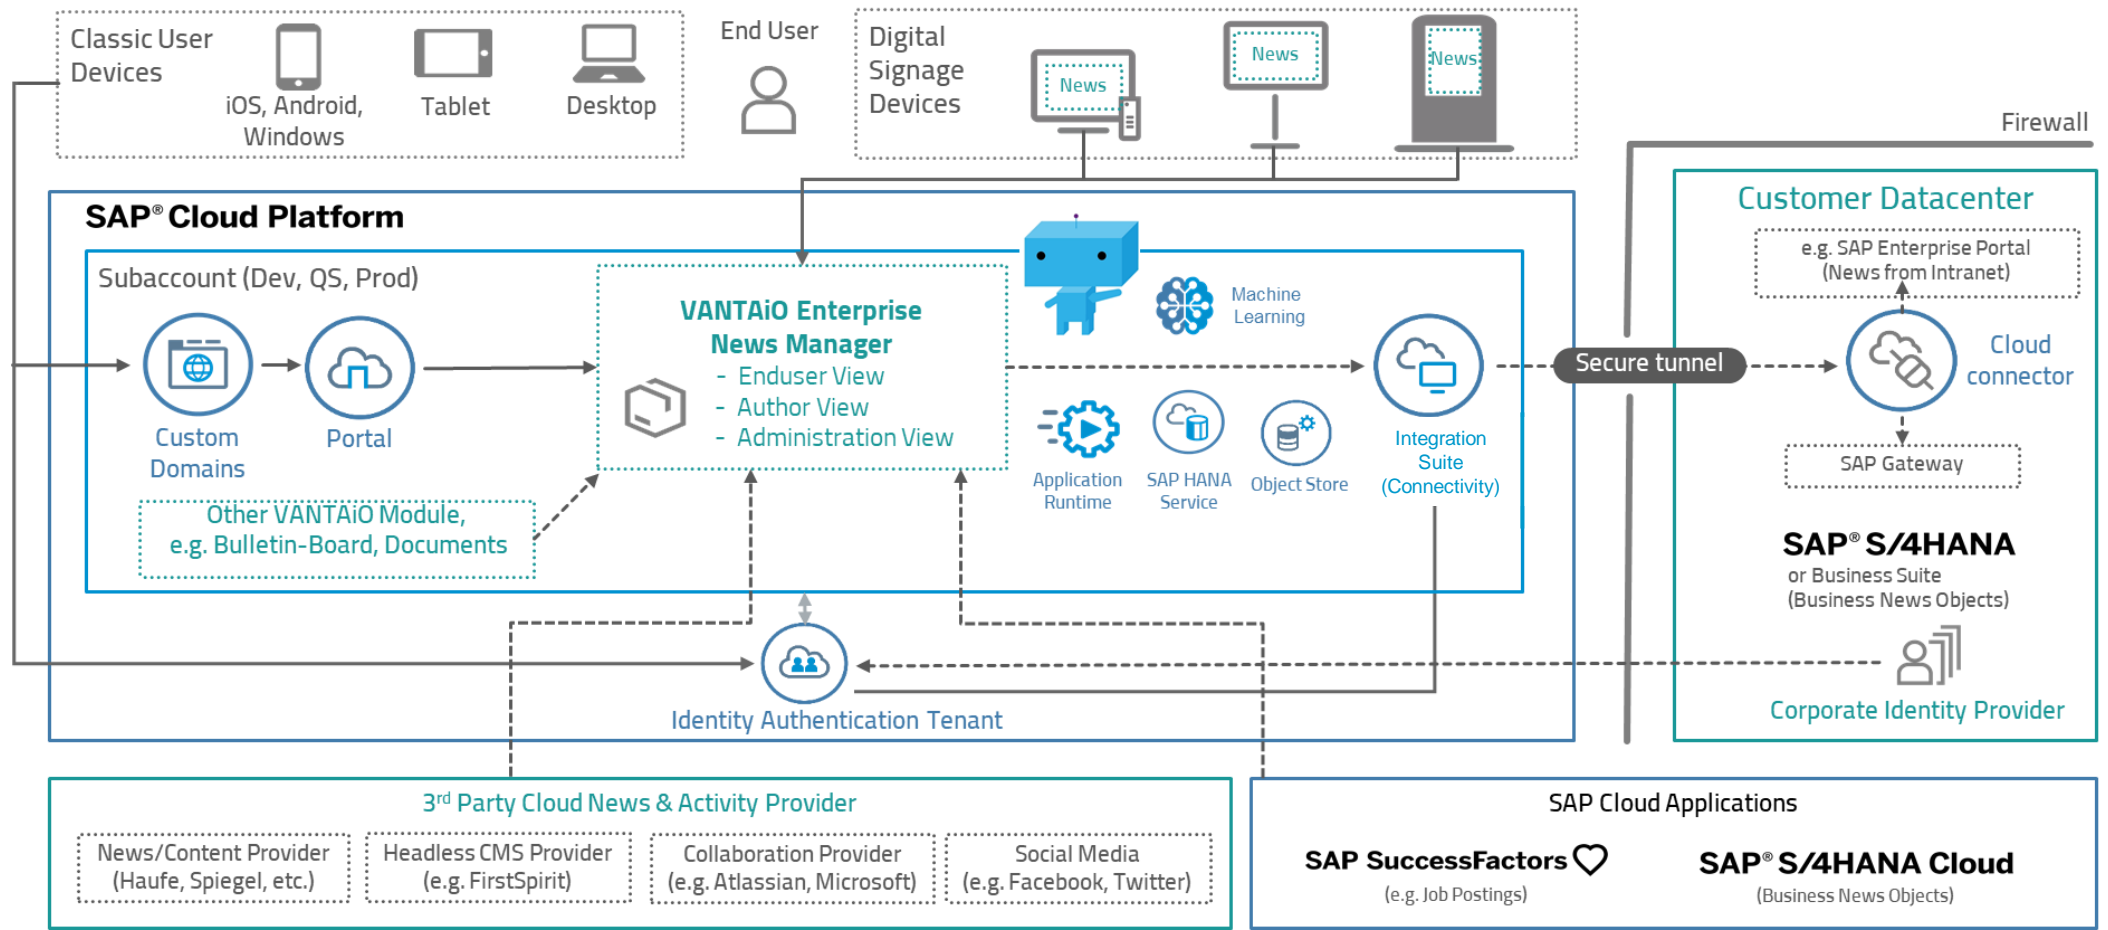 Classic User
Devices
iOS, Android,
Windows
Tablet
Desktop
End User
Digital
Signage
Devices
News
News
News
Firewall
SAP® Cloud Platform
Subaccount (Dev, QS, Prod)
Custom
Domains
Portal
VANTAiO Enterprise
News Manager
- Enduser View
- Author View
- Administration View
Other VANTAiO Module,
e.g. Bulletin-Board, Documents
Machine
Learning
Application
Runtime
SAP HANA
Service
Object Store
Integration
Suite
(Connectivity)
Secure tunnel
Customer Datacenter
e.g. SAP Enterprise Portal
(News from Intranet)
Cloud
connector
SAP Gateway
SAP® S/4HANA
or Business Suite
(Business News Objects)
Corporate Identity Provider
Identity Authentication Tenant
3rd Party Cloud News & Activity Provider
News/Content Provider
(Haufe, Spiegel, etc.)
Headless CMS Provider
(e.g. FirstSpirit)
Collaboration Provider
(e.g. Atlassian, Microsoft)
Social Media
(e.g. Facebook, Twitter)
SAP Cloud Applications
SAP SuccessFactors
(e.g. Job Postings)
SAP® S/4HANA Cloud
(Business News Objects)